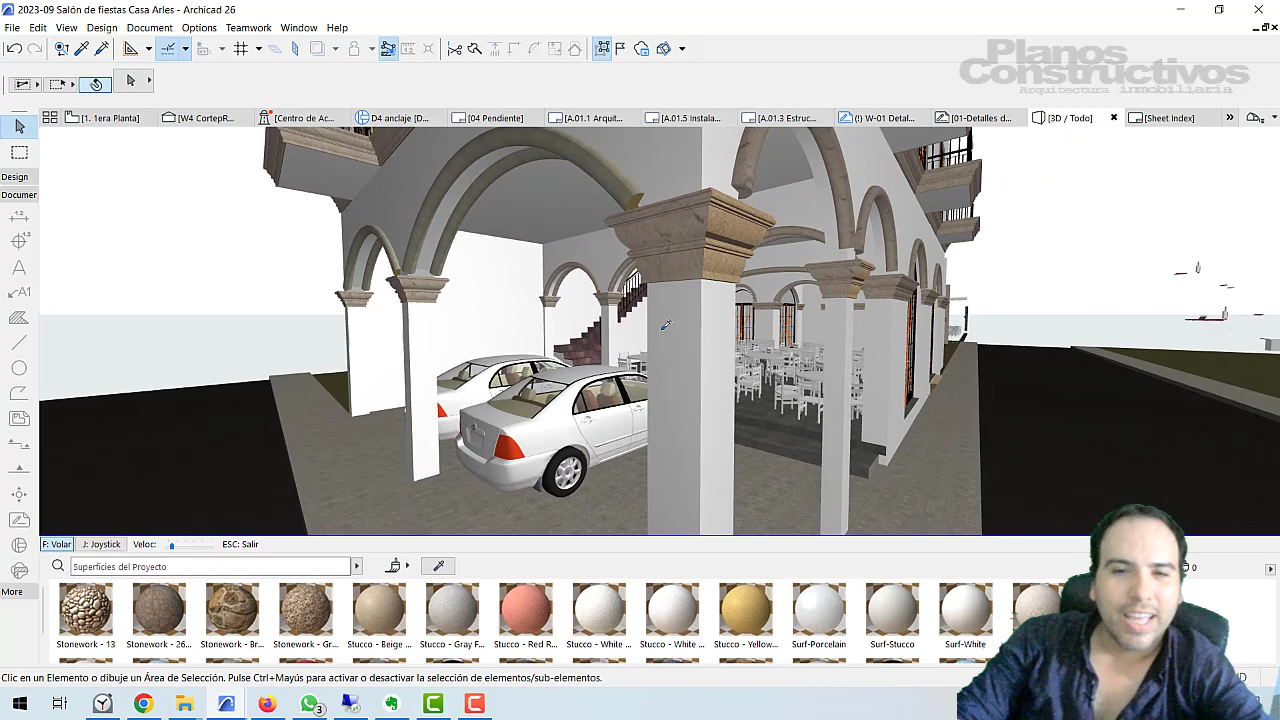 2023-09 Salón de fiestas Casa Arles - Archicad 26
File Edit View Design Document Options Teamwork Window Help
Planos
Constructivos
Arquitectura inmobiliaria
[1. 1era Planta] [W4 CortepR... [Centro de Ac... D4 anclaje [D... [04 Pendiente] [A.01.1 Arquit... [A.01.5 Instala... [A.01.3 Estruc... (!) W-01 Detal... [01-Detalles d... [3D / Todo] [Sheet Index]
Design
Documen
A1
More
F: Volar J: Joystick Veloc: ESC: Salir
Superficies del Proyecto
0
Stonework - 13 Stonework - 26... Stonework - Br... Stonework - Gr... Stucco - Beige ... Stucco - Gray F... Stucco - Red R... Stucco - White ... Stucco - White ... Stucco - Yellow... Surf-Porcelain Surf-Stucco Surf-White
Clic en un Elemento o dibuje un Área de Selección. Pulse Ctrl+Mayús para activar o desactivar la selección de elementos/sub-elementos.
3